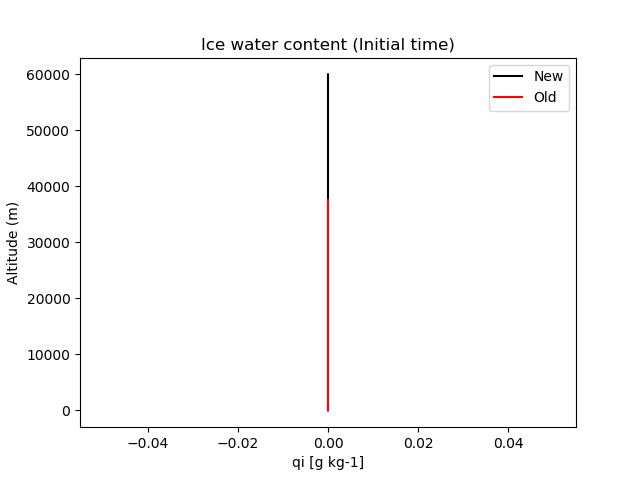 Ice water content (Initial time)
New
Old
60000
50000
40000
30000
20000
10000
0
Altitude (m)
−0.04
−0.02
0.00
0.02
0.04
qi [g kg-1]